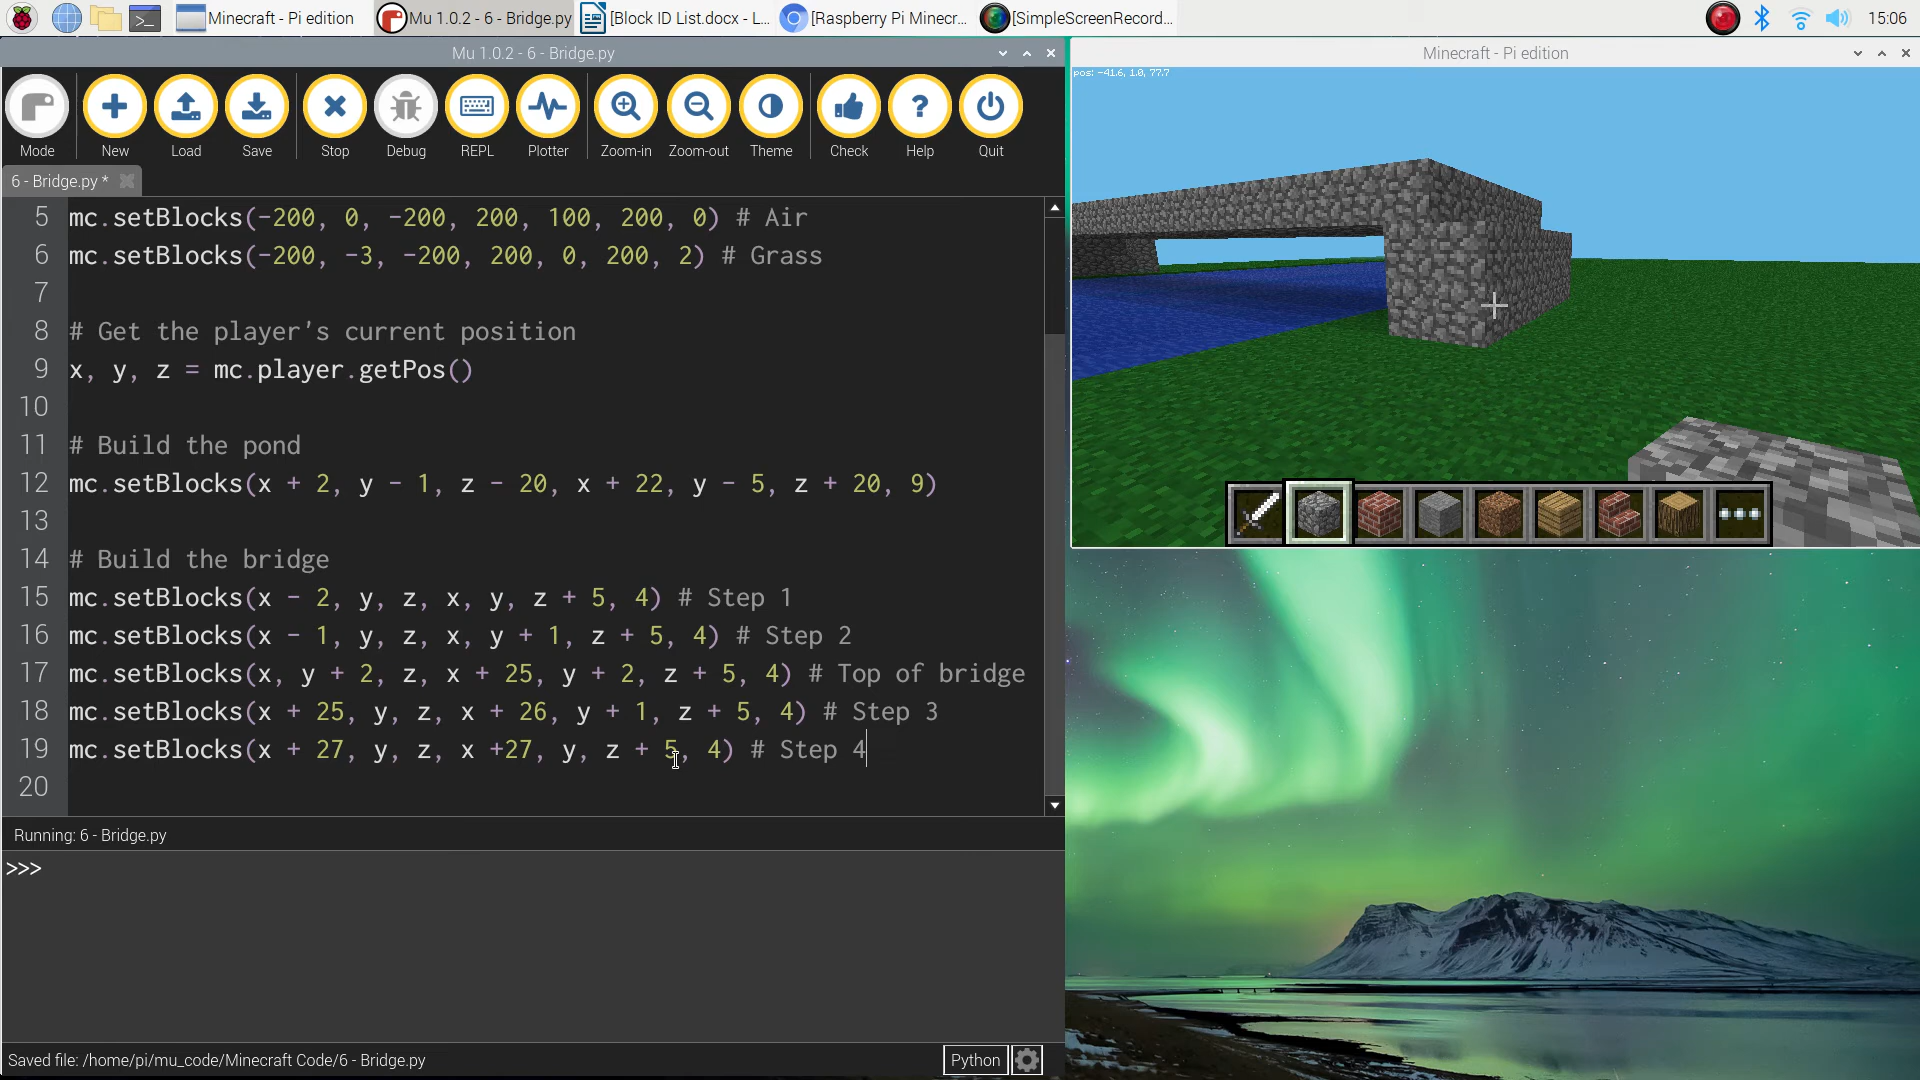 Minecraft - Pi edition
Mu 1.0.2 - 6 - Bridge.py
[Block ID List.docx - L...
[Raspberry Pi Minecr...
[SimpleScreenRecord...
15:06
Mu 1.0.2 - 6 - Bridge.py
Mode
New
Load
Save
Stop
Debug
REPL
Plotter
Zoom-in
Zoom-out
Theme
Check
Help
Quit
6 - Bridge.py *
5 mc.setBlocks(-200, 0, -200, 200, 100, 200, 0) # Air
6 mc.setBlocks(-200, -3, -200, 200, 0, 200, 2) # Grass
7
8 # Get the player's current position
9 x, y, z = mc.player.getPos()
10
11 # Build the pond
12 mc.setBlocks(x + 2, y - 1, z - 20, x + 22, y - 5, z + 20, 9)
13
14 # Build the bridge
15 mc.setBlocks(x - 2, y, z, x, y, z + 5, 4) # Step 1
16 mc.setBlocks(x - 1, y, z, x, y + 1, z + 5, 4) # Step 2
17 mc.setBlocks(x, y + 2, z, x + 25, y + 2, z + 5, 4) # Top of bridge
18 mc.setBlocks(x + 25, y, z, x + 26, y + 1, z + 5, 4) # Step 3
19 mc.setBlocks(x + 27, y, z, x +27, y, z + 5, 4) # Step 4
20
Running: 6 - Bridge.py
>>>
Saved file: /home/pi/mu_code/Minecraft Code/6 - Bridge.py
Python
Minecraft - Pi edition
pos: -41.6, 1.0, 77.7